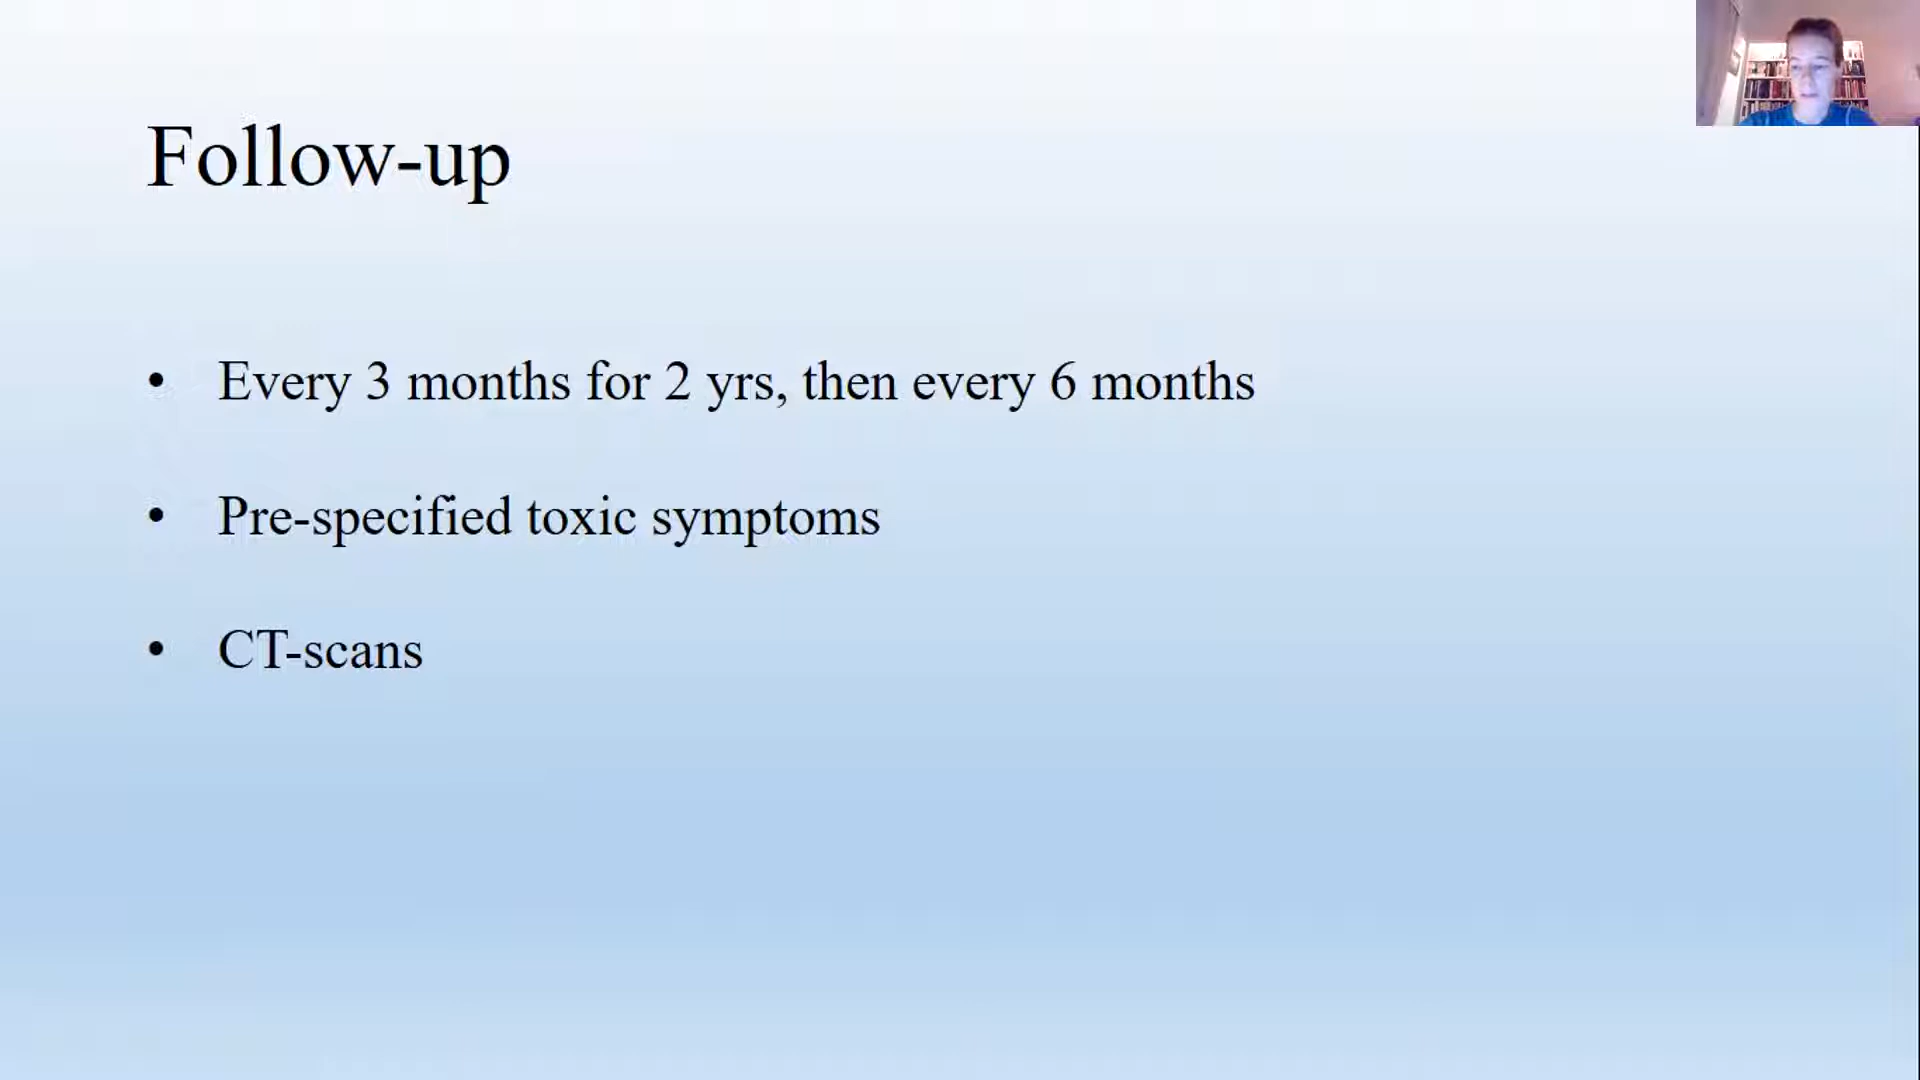 Follow-up
• Every 3 months for 2 yrs, then every 6 months
• Pre-specified toxic symptoms
• CT-scans